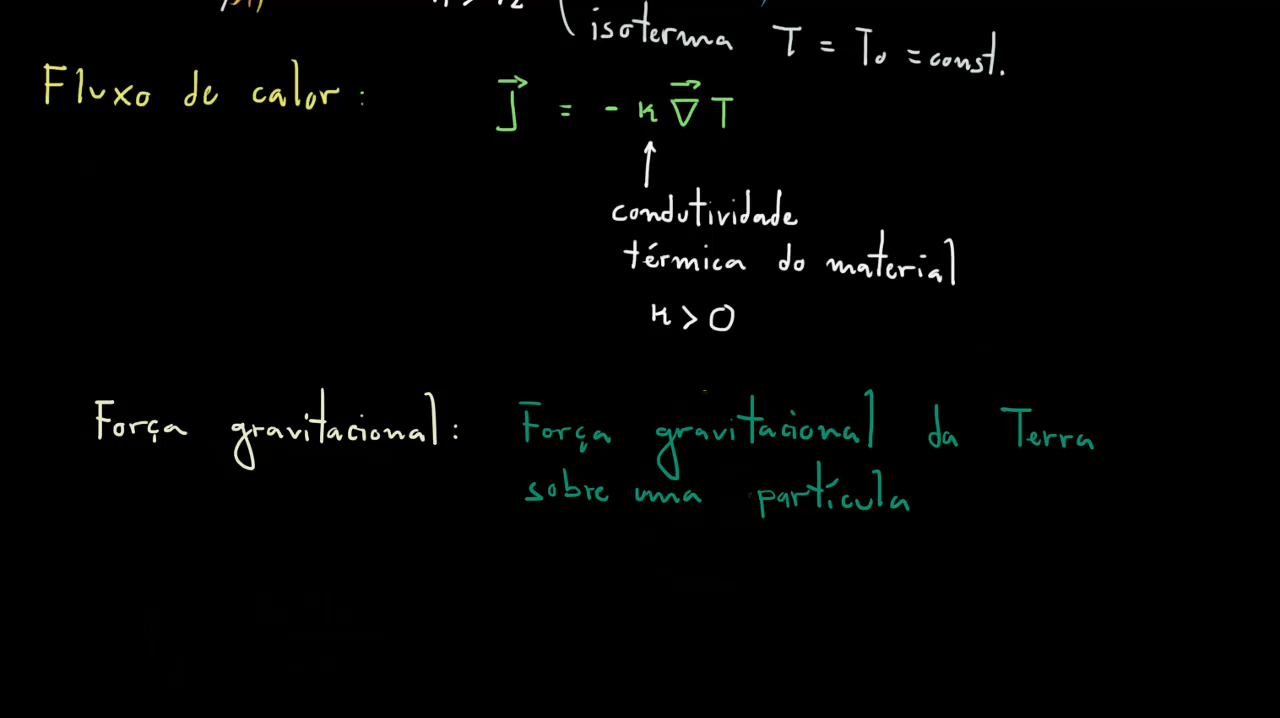 (isoterma T = T₀ = const.
Fluxo de calor: J⃗ = - κ ∇⃗ T
↑
condutividade
térmica do material
κ > 0
Força gravitacional: Força gravitacional da Terra
sobre uma partícula